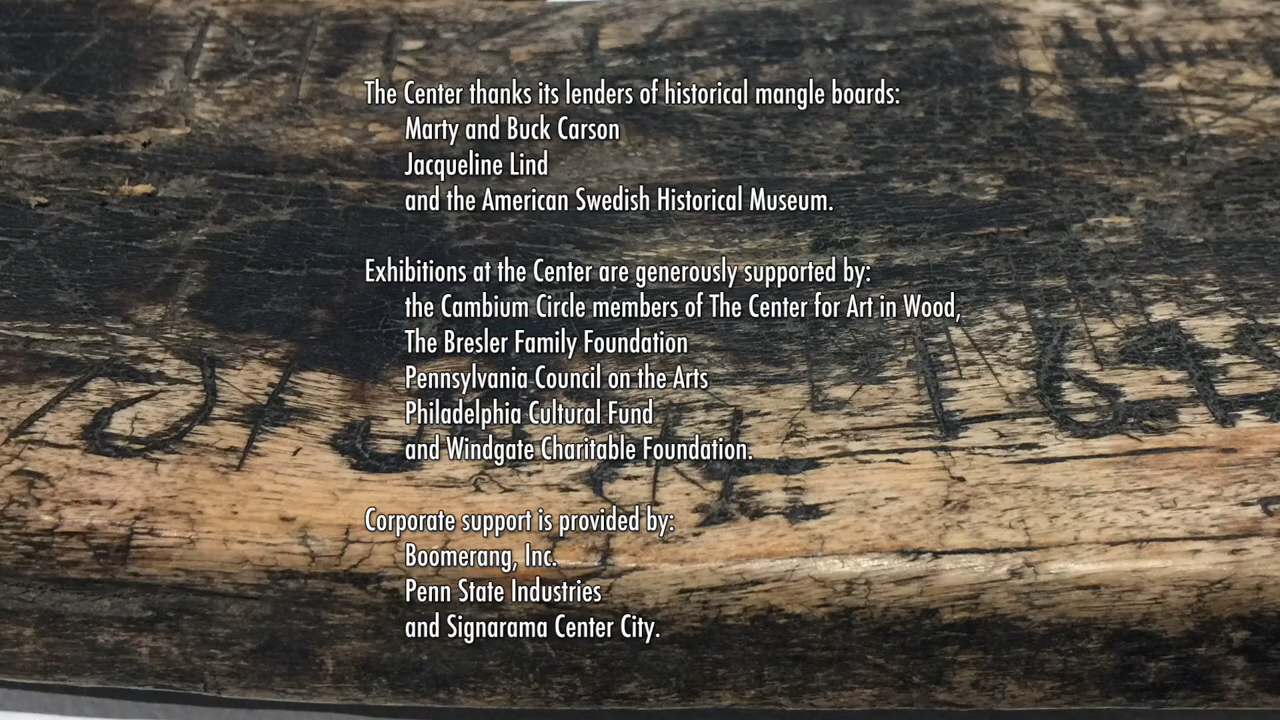 The Center thanks its lenders of historical mangle boards:
Marty and Buck Carson
Jacqueline Lind
and the American Swedish Historical Museum.
Exhibitions at the Center are generously supported by:
the Cambium Circle members of The Center for Art in Wood,
The Bresler Family Foundation
Pennsylvania Council on the Arts
Philadelphia Cultural Fund
and Windgate Charitable Foundation.
Corporate support is provided by:
Boomerang, Inc.
Penn State Industries
and Signarama Center City.